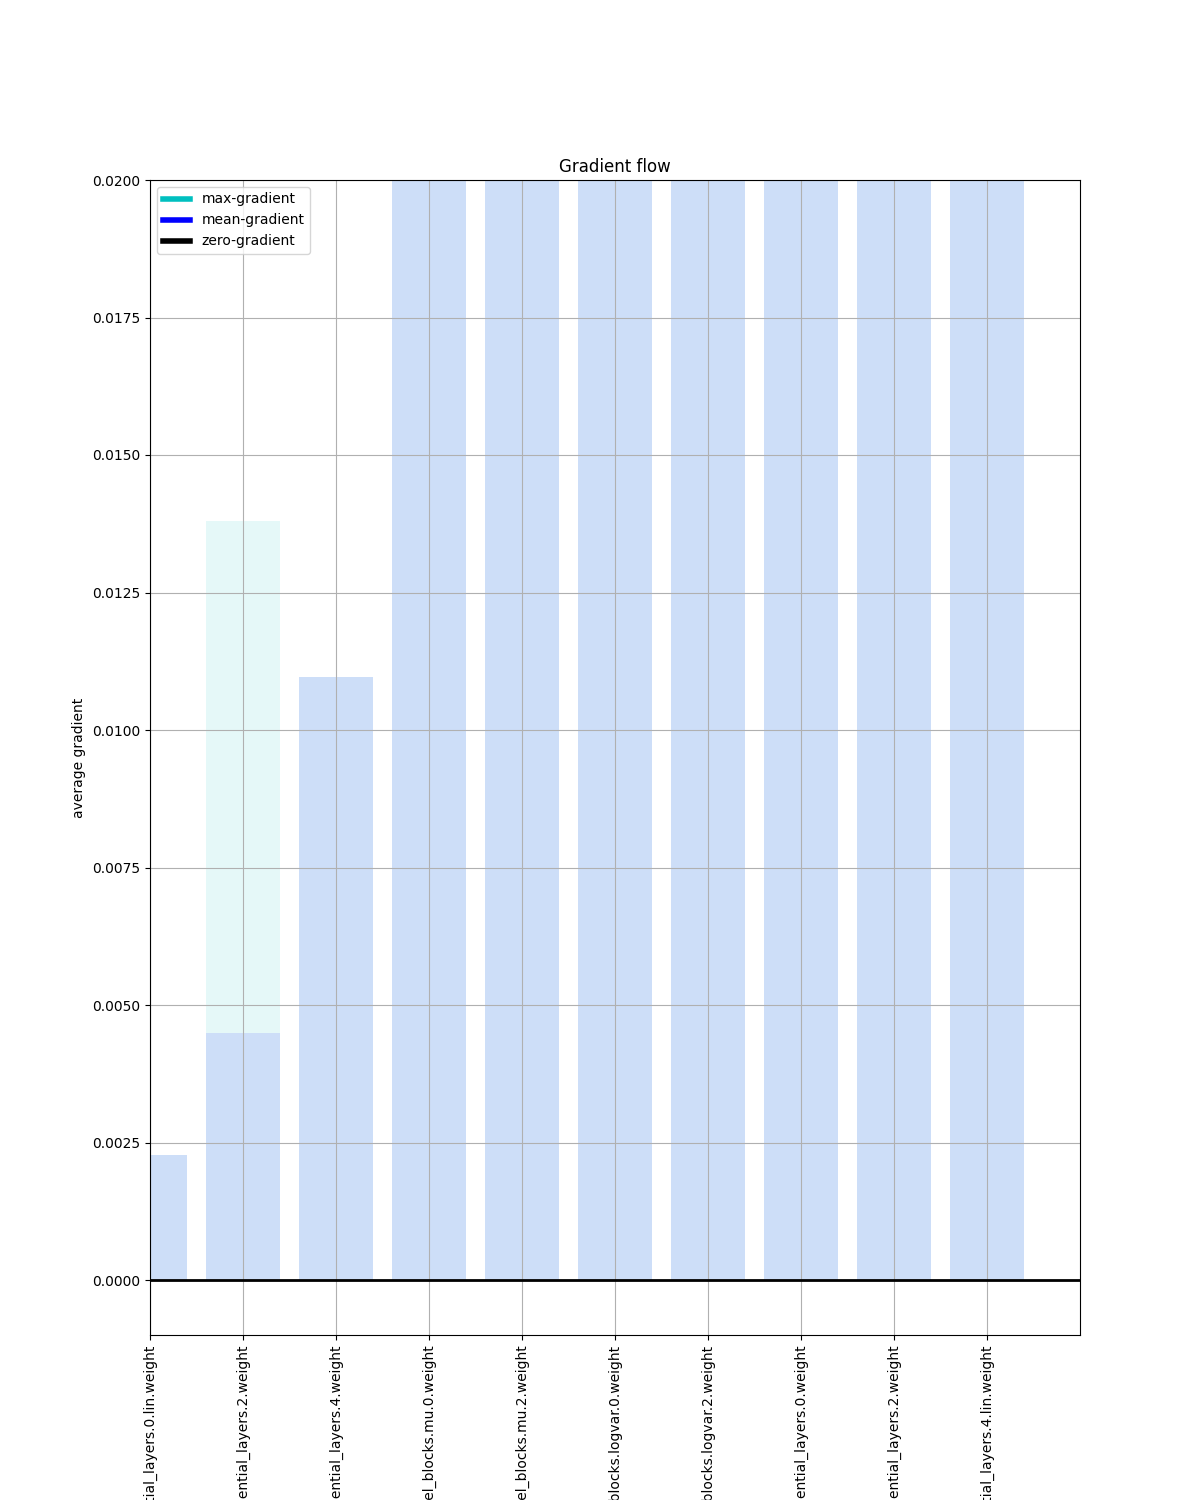 Gradient flow
max-gradient
mean-gradient
zero-gradient
0.0200
0.0175
0.0150
0.0125
0.0100
0.0075
0.0050
0.0025
0.0000
average gradient
tial_layers.0.lin.weight
ential_layers.2.weight
ential_layers.4.weight
el_blocks.mu.0.weight
el_blocks.mu.2.weight
blocks.logvar.0.weight
blocks.logvar.2.weight
ential_layers.0.weight
ential_layers.2.weight
tial_layers.4.lin.weight